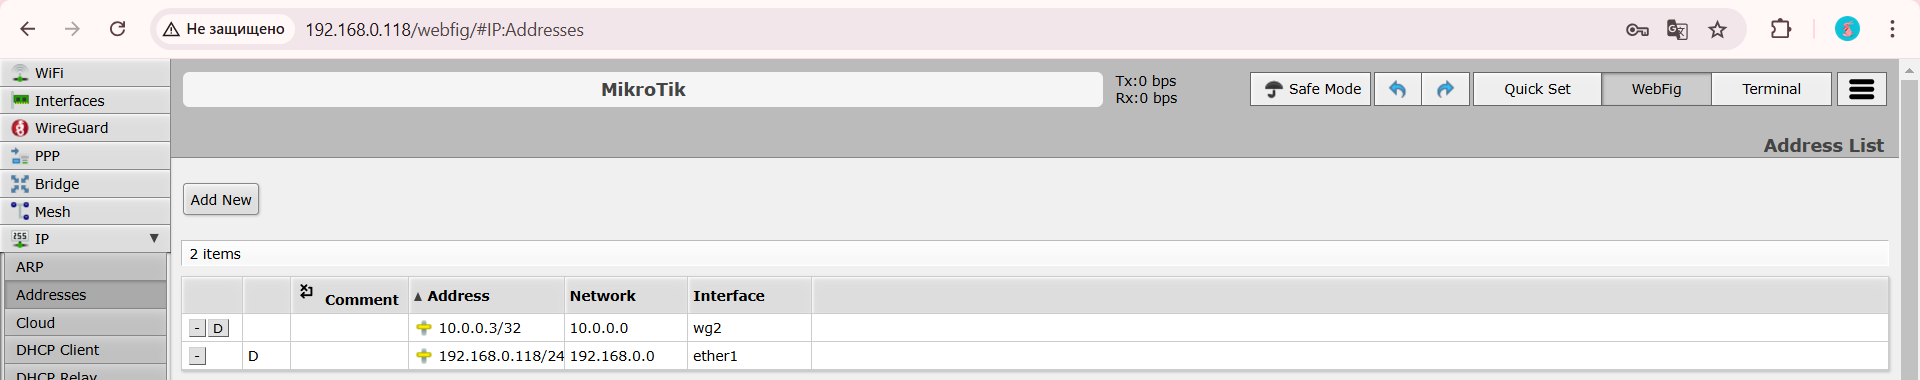 Не защищено 192.168.0.118/webfig/#IP:Addresses
WiFi
Interfaces
WireGuard
PPP
Bridge
Mesh
IP
ARP
Addresses
Cloud
DHCP Client
DHCP Relay
MikroTik
Tx:0 bps
Rx:0 bps
Safe Mode
Quick Set
WebFig
Terminal
Address List
Add New
2 items
Comment Address Network Interface
- D 10.0.0.3/32 10.0.0.0 wg2
- D 192.168.0.118/24 192.168.0.0 ether1